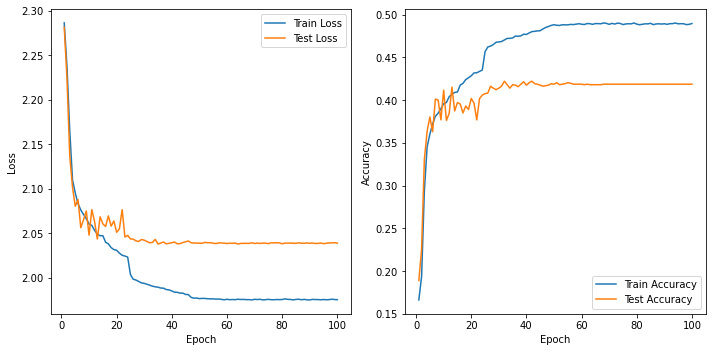 2.30
2.25
2.20
2.15
2.10
2.05
2.00
Loss
0 20 40 60 80 100
Epoch
Train Loss
Test Loss
0.50
0.45
0.40
0.35
0.30
0.25
0.20
0.15
Accuracy
0 20 40 60 80 100
Epoch
Train Accuracy
Test Accuracy